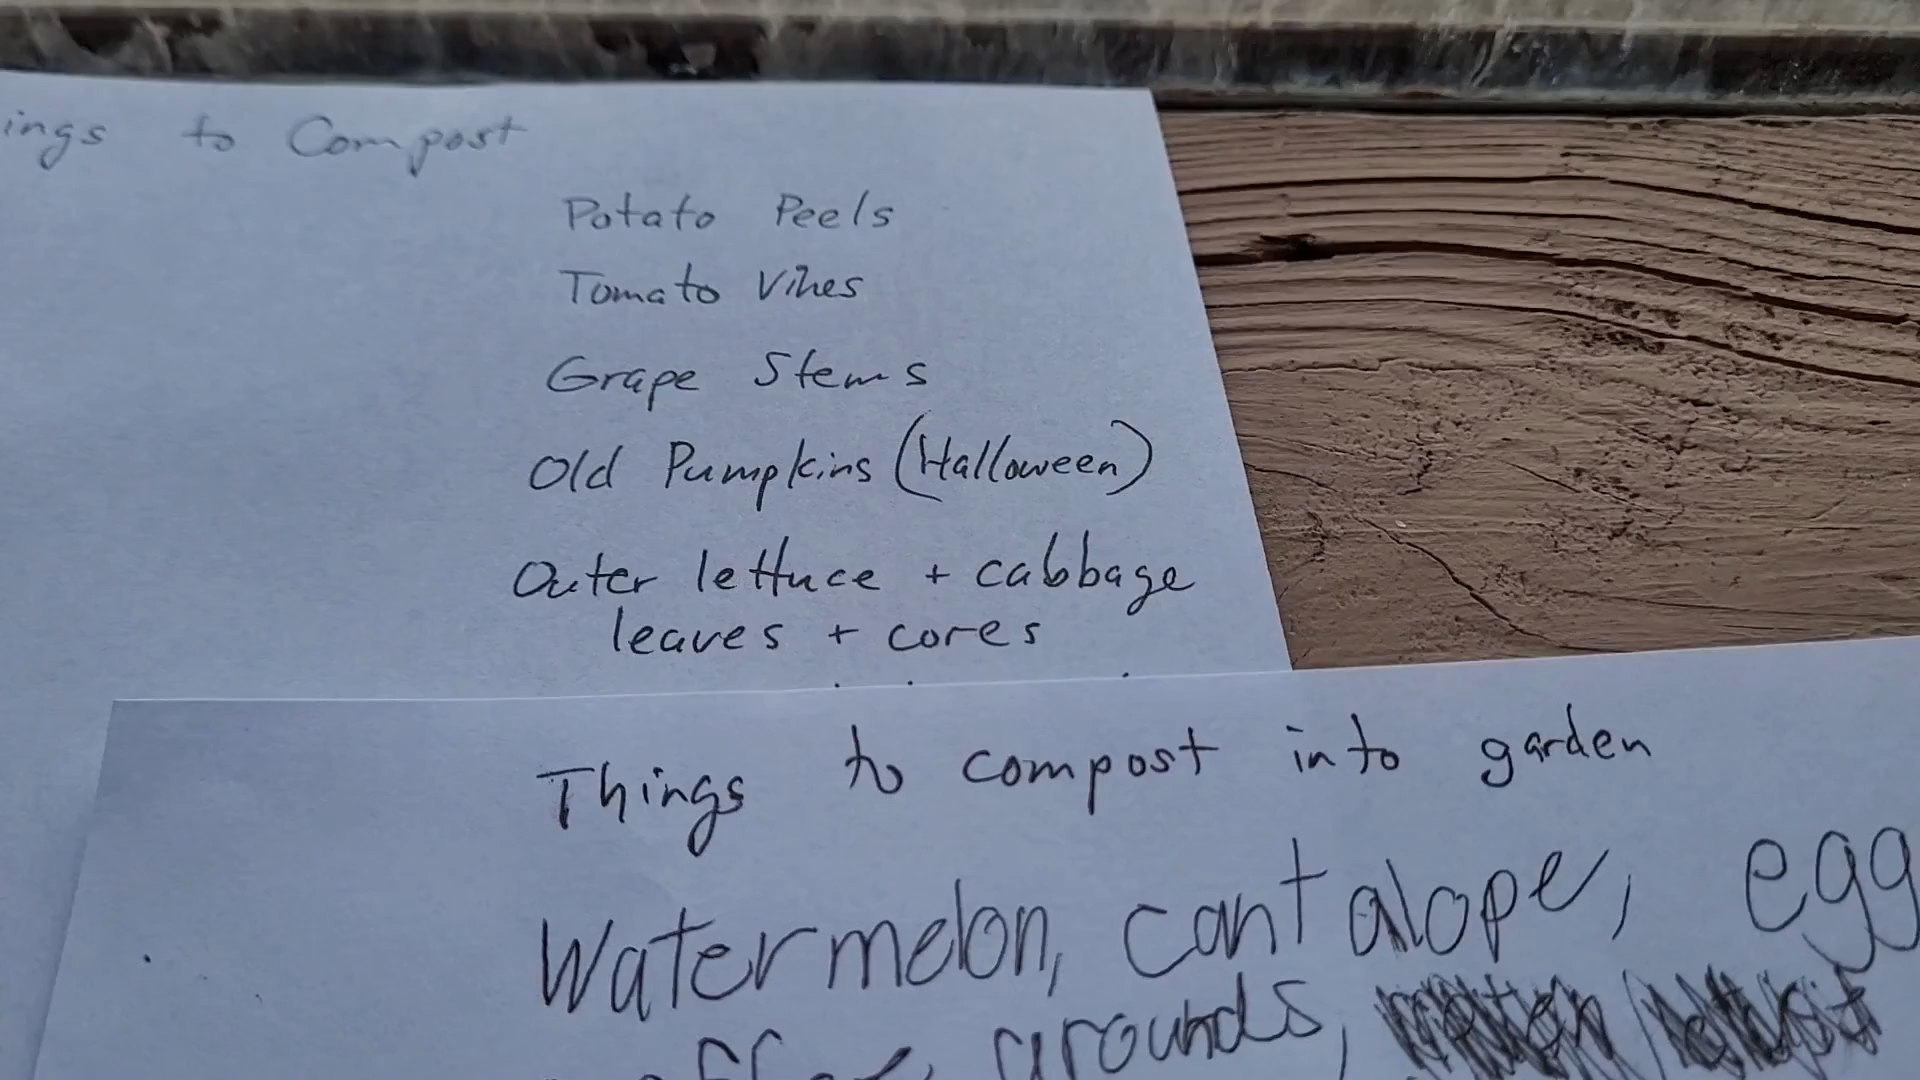 ings to Compost
Potato Peels
Tomato Vines
Grape Stems
Old Pumpkins (Halloween)
Outer lettuce + cabbage
leaves + cores
Things to compost into garden
Watermelon, cantalope, egg
grounds,